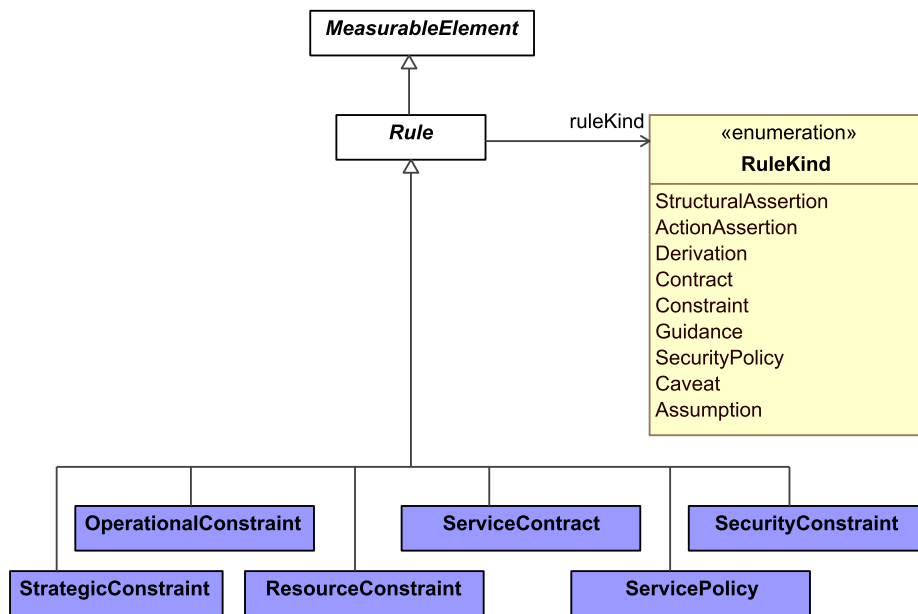 MeasurableElement
Rule
ruleKind
«enumeration»
RuleKind
StructuralAssertion
ActionAssertion
Derivation
Contract
Constraint
Guidance
SecurityPolicy
Caveat
Assumption
OperationalConstraint
ServiceContract
SecurityConstraint
StrategicConstraint
ResourceConstraint
ServicePolicy